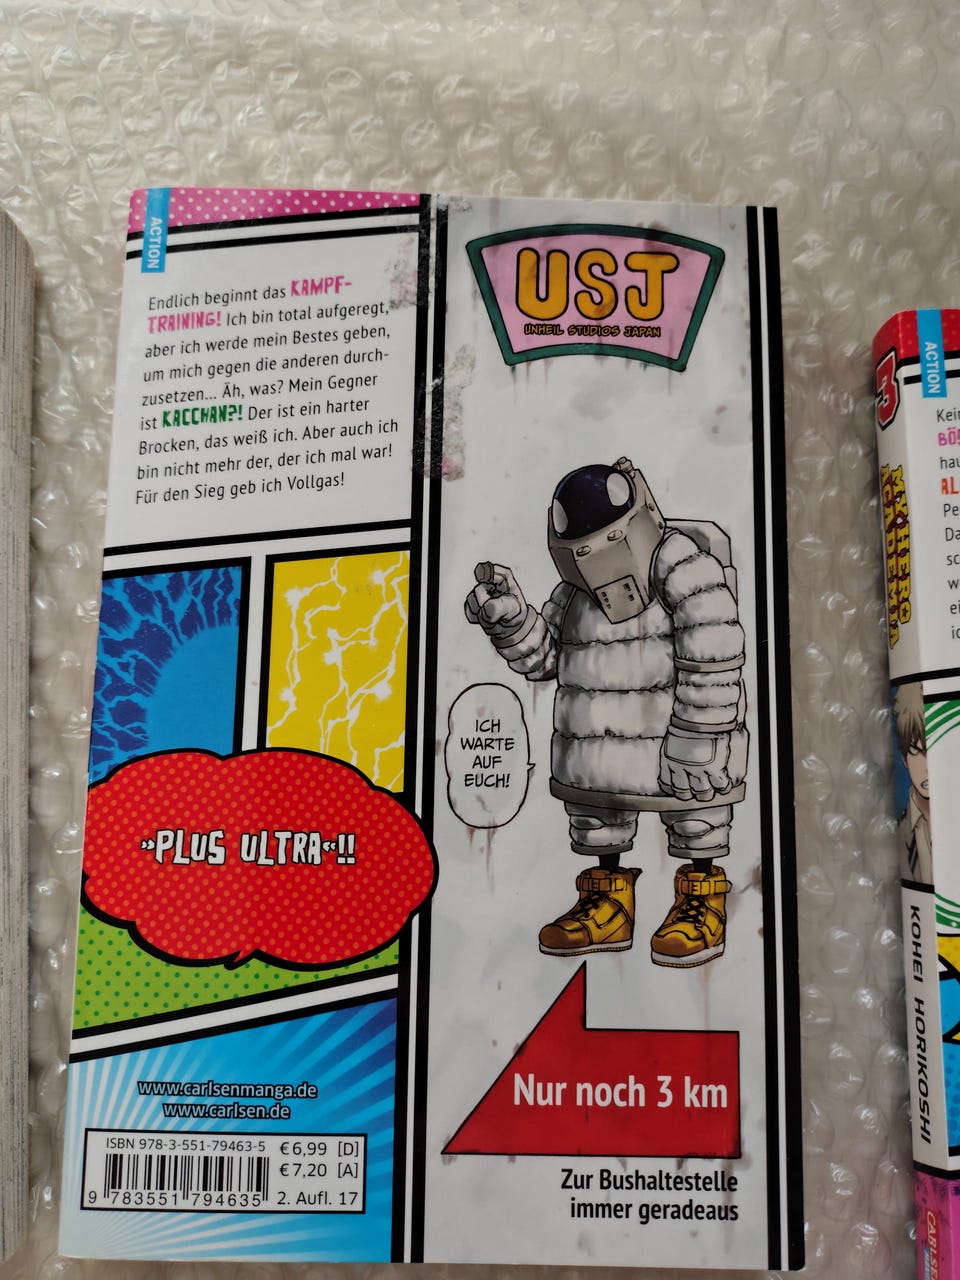 ACTION
Endlich beginnt das KAMPF-
TRAINING! Ich bin total aufgeregt,
aber ich werde mein Bestes geben,
um mich gegen die anderen durch-
zusetzen... Äh, was? Mein Gegner
ist KACCHAN?! Der ist ein harter
Brocken, das weiß ich. Aber auch ich
bin nicht mehr der, der ich mal war!
Für den Sieg geb ich Vollgas!
»PLUS ULTRA«!!
www.carlsenmanga.de
www.carlsen.de
ISBN 978-3-551-79463-5
€ 6,99 [D]
€ 7,20 [A]
9 783551 794635
2. Aufl. 17
USJ
UNHEIL STUDIOS JAPAN
ICH
WARTE
AUF
EUCH!
Nur noch 3 km
Zur Bushaltestelle
immer geradeaus
3
MY HERO
ACADEMIA
KOHEI HORIKOSHI
ACTION